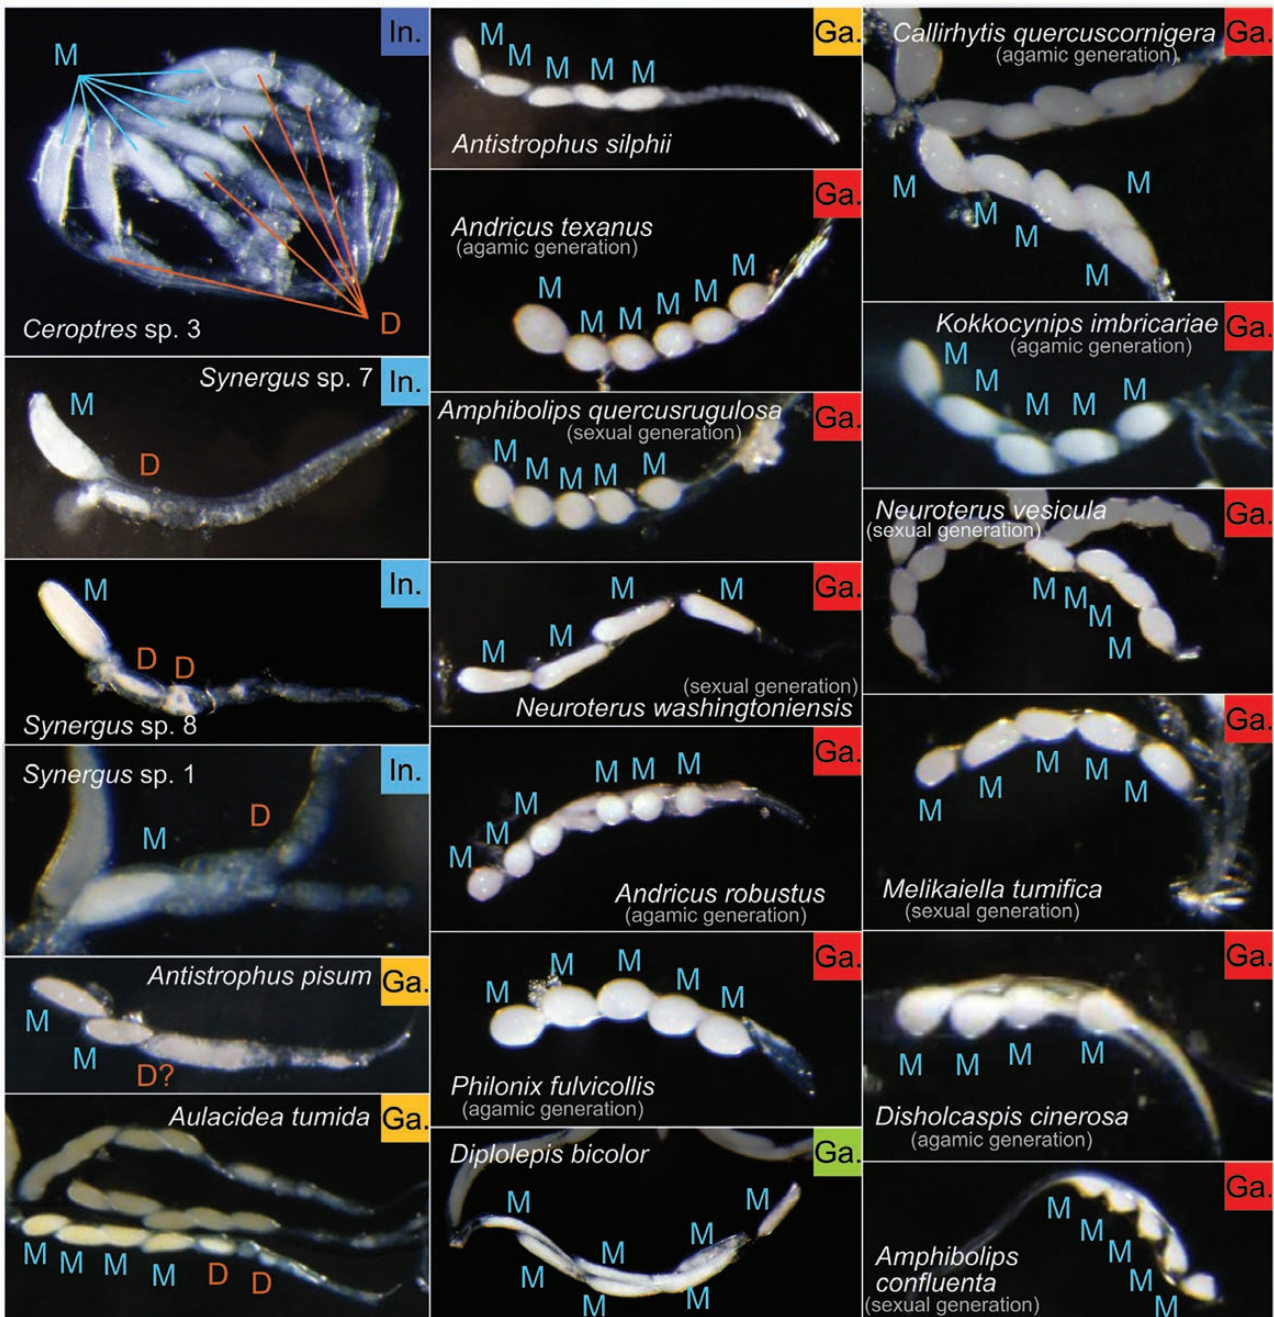 M
In.
Ceroptres sp. 3
D
Synergus sp. 7
In.
M
D
In.
M
D D
Synergus sp. 8
Synergus sp. 1
In.
D
M
Antistrophus pisum
Ga.
M
M
D?
Aulacidea tumida
Ga.
M M M M D D
Ga.
M M M M M
Antistrophus silphii
Ga.
Andricus texanus
(agamic generation)
M M M M M M
Amphibolips quercusrugulosa
(sexual generation)
Ga.
M M M M M
Ga.
M M
M M
(sexual generation)
Neuroterus washingtoniensis
Ga.
M M M
M M M
Andricus robustus
(agamic generation)
Ga.
M M M M M
Philonix fulvicollis
(agamic generation)
Diplolepis bicolor
Ga.
M M
M M
M M M
Callirhytis quercuscornigera
(agamic generation)
Ga.
M M
M M
M
Kokkocynips imbricariae
(agamic generation)
Ga.
M
M M M M
Neuroterus vesicula
(sexual generation)
Ga.
M M M M
Ga.
M M M M M
Melikaiella tumifica
(sexual generation)
Ga.
M M M M
Disholcaspis cinerosa
(agamic generation)
Ga.
M M M M M
Amphibolips
confluenta
(sexual generation)